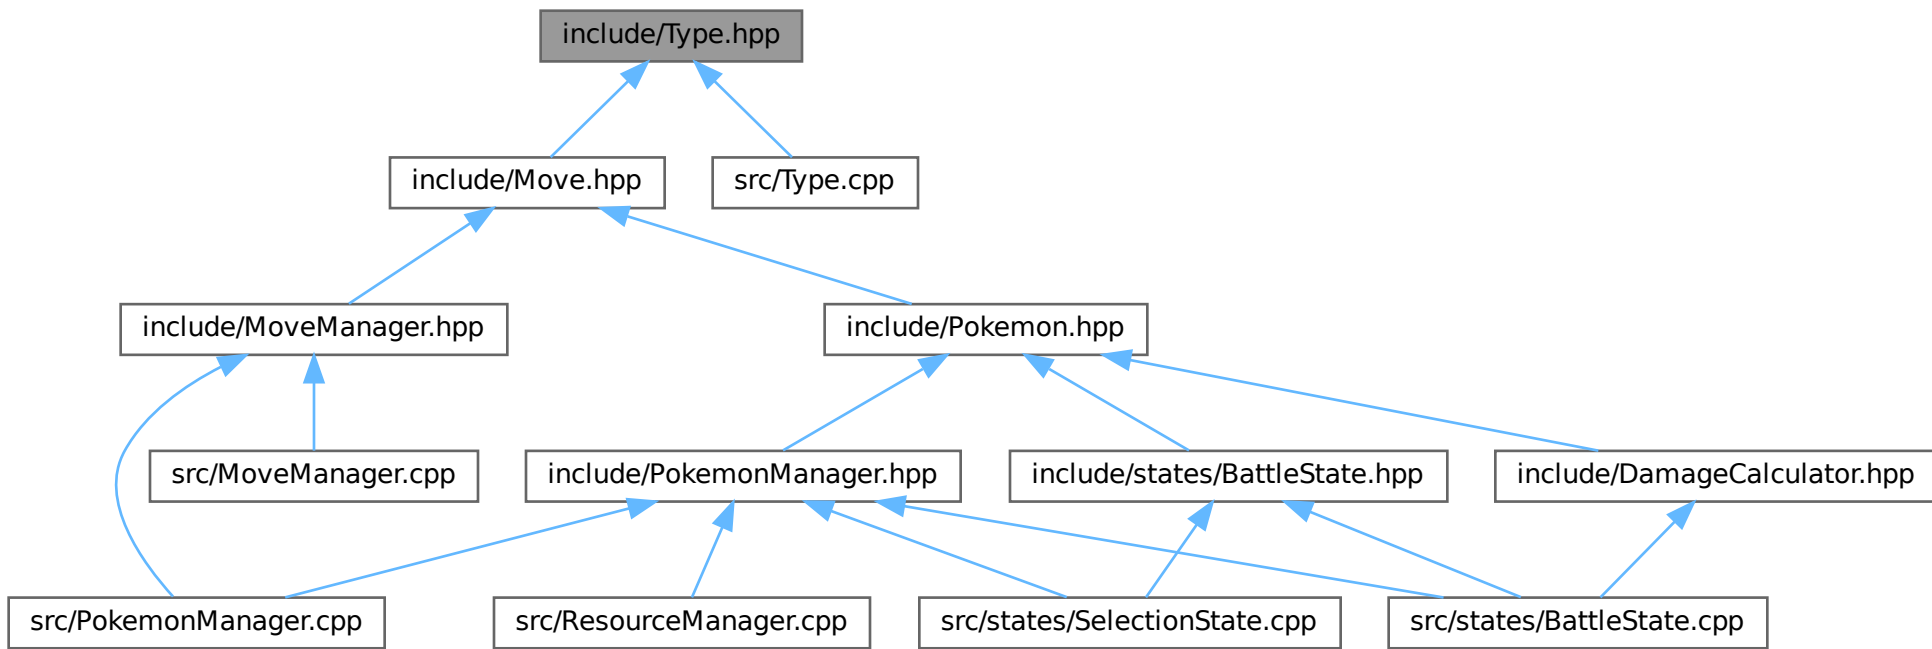 include/Type.hpp
include/Move.hpp
src/Type.cpp
include/MoveManager.hpp
include/Pokemon.hpp
src/MoveManager.cpp
include/PokemonManager.hpp
include/states/BattleState.hpp
include/DamageCalculator.hpp
src/PokemonManager.cpp
src/ResourceManager.cpp
src/states/SelectionState.cpp
src/states/BattleState.cpp